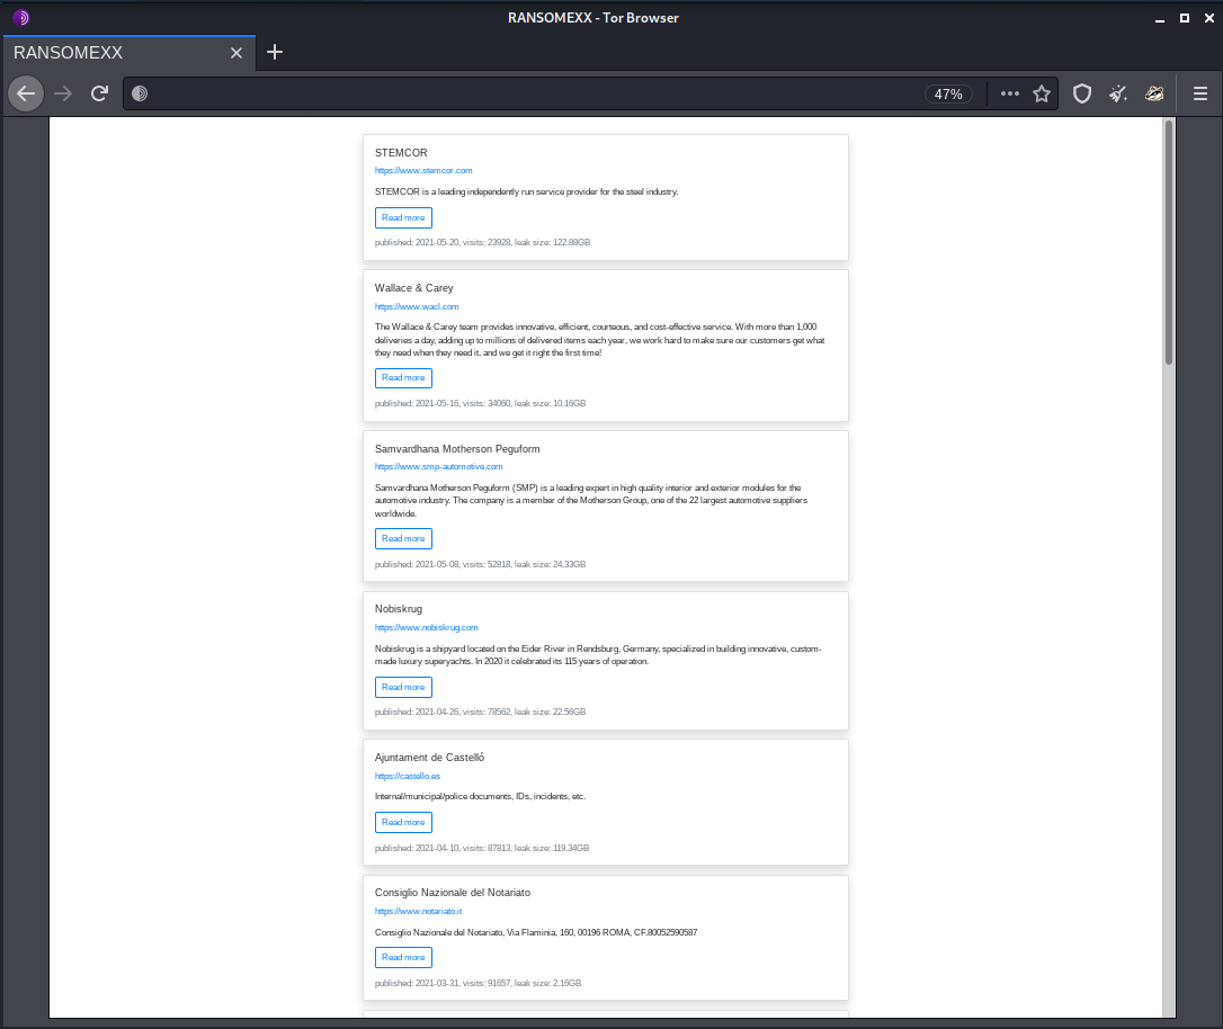 RANSOMEXX - Tor Browser
RANSOMEXX
47%
STEMCOR
https://www.stemcor.com
STEMCOR is a leading independently run service provider for the steel industry.
Read more
published: 2021-05-20, visits: 23928, leak size: 122.88GB
Wallace & Carey
https://www.wacl.com
The Wallace & Carey team provides innovative, efficient, courteous, and cost-effective service. With more than 1,000
deliveries a day, adding up to millions of delivered items each year, we work hard to make sure our customers get what
they need when they need it, and we get it right the first time!
Read more
published: 2021-05-16, visits: 34060, leak size: 10.16GB
Samvardhana Motherson Peguform
https://www.smp-automotive.com
Samvardhana Motherson Peguform (SMP) is a leading expert in high quality interior and exterior modules for the
automotive industry. The company is a member of the Motherson Group, one of the 22 largest automotive suppliers
worldwide.
Read more
published: 2021-05-08, visits: 52818, leak size: 24.33GB
Nobiskrug
https://www.nobiskrug.com
Nobiskrug is a shipyard located on the Eider River in Rendsburg, Germany, specialized in building innovative, custom-
made luxury superyachts. In 2020 it celebrated its 115 years of operation.
Read more
published: 2021-04-26, visits: 78562, leak size: 22.56GB
Ajuntament de Castelló
https://castello.es
Internal/municipal/police documents, IDs, incidents, etc.
Read more
published: 2021-04-10, visits: 87813, leak size: 119.34GB
Consiglio Nazionale del Notariato
https://www.notariato.it
Consiglio Nazionale del Notariato, Via Flaminia, 160, 00196 ROMA, CF.80052590587
Read more
published: 2021-03-31, visits: 91657, leak size: 2.16GB